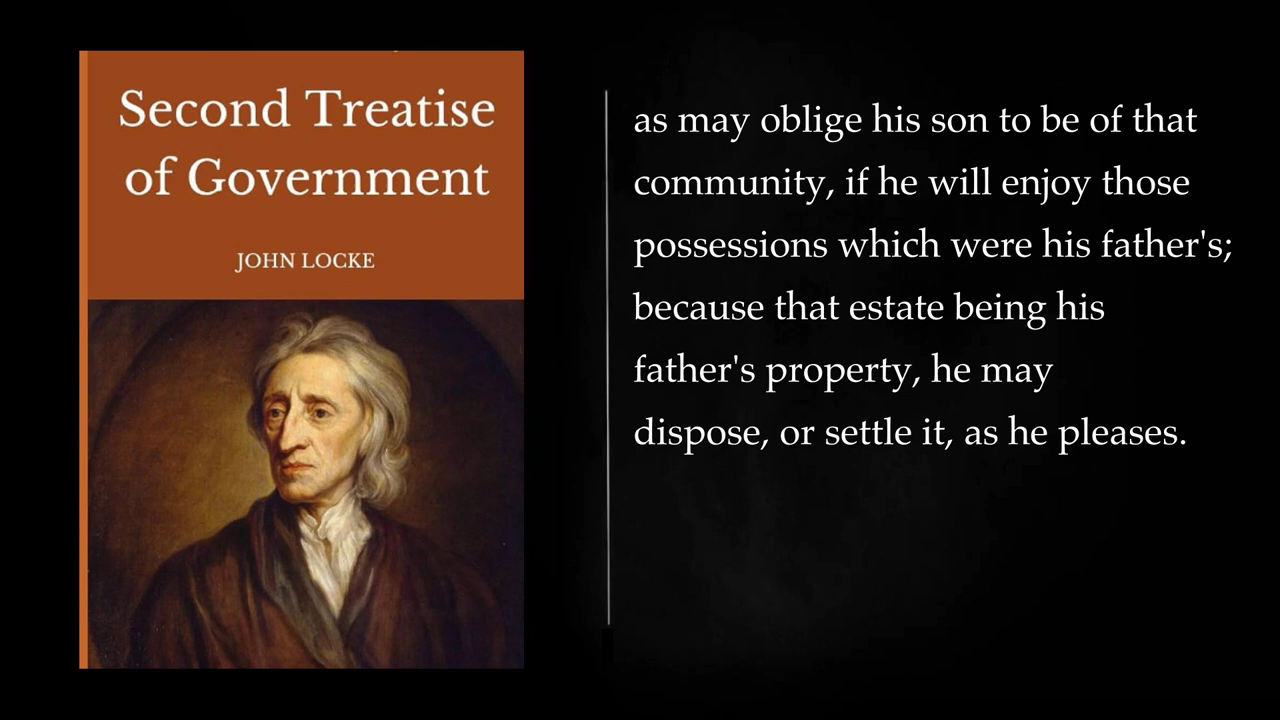 Second Treatise
of Government
JOHN LOCKE
as may oblige his son to be of that
community, if he will enjoy those
possessions which were his father's;
because that estate being his
father's property, he may
dispose, or settle it, as he pleases.